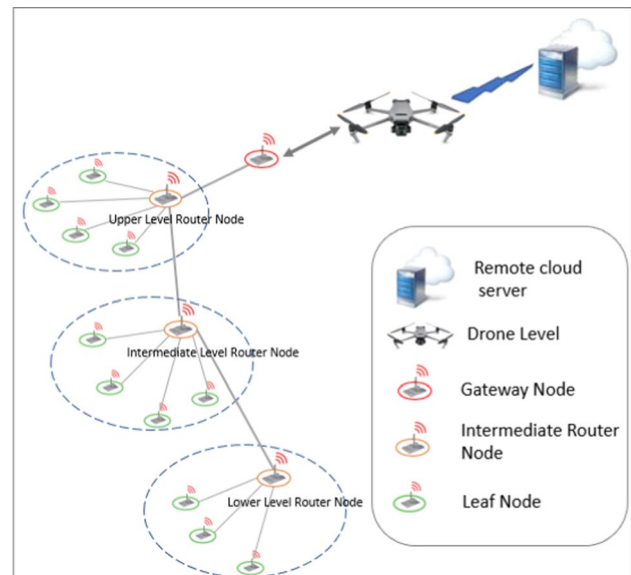 Upper Level Router Node
Intermediate Level Router Node
Lower Level Router Node
Remote cloud
server
Drone Level
Gateway Node
Intermediate Router
Node
Leaf Node